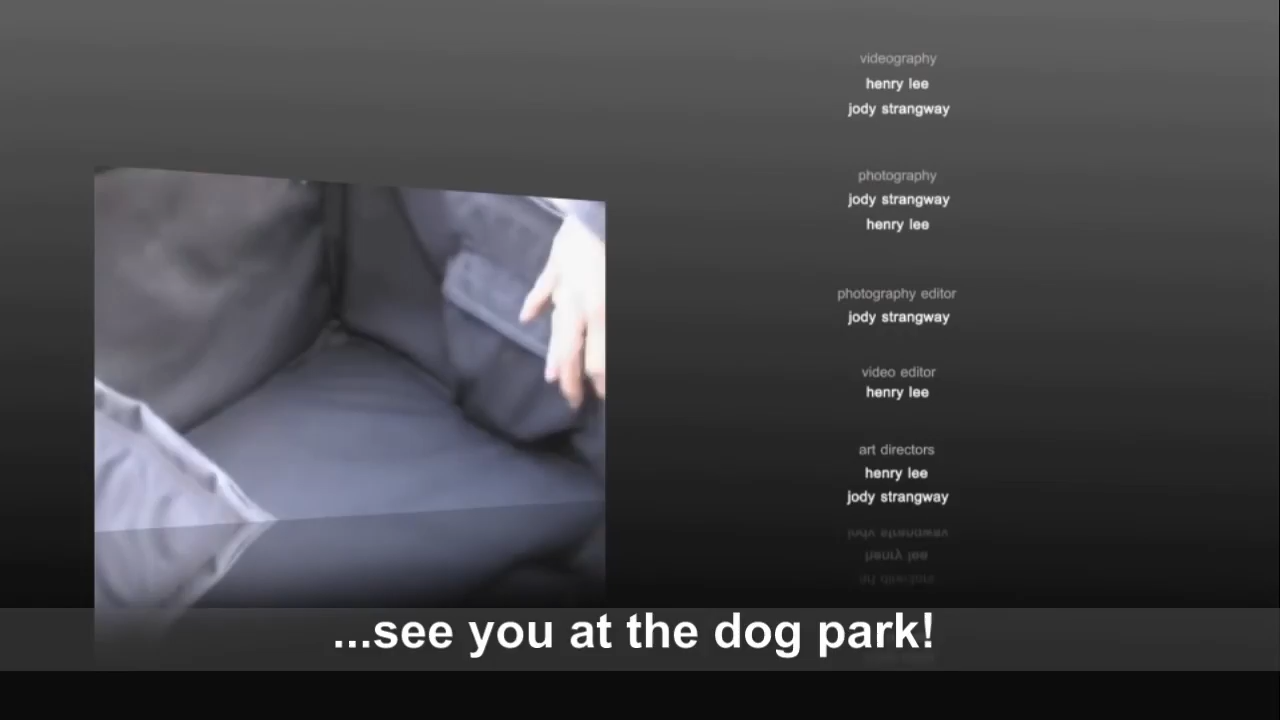 videography
henry lee
jody strangway
photography
jody strangway
henry lee
photography editor
jody strangway
video editor
henry lee
art directors
henry lee
jody strangway
...see you at the dog park!